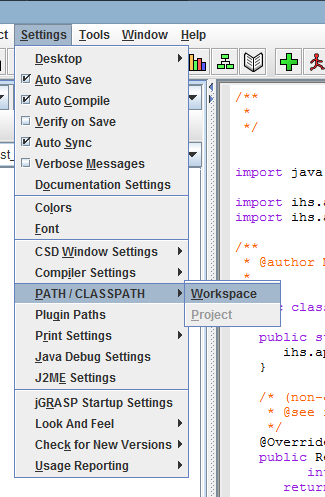 ct Settings Tools Window Help
Desktop
Auto Save
Auto Compile
Verify on Save
Auto Sync
Verbose Messages
Documentation Settings
Colors
Font
CSD Window Settings
Compiler Settings
PATH / CLASSPATH
Workspace
Project
Plugin Paths
Print Settings
Java Debug Settings
J2ME Settings
jGRASP Startup Settings
Look And Feel
Check for New Versions
Usage Reporting
st_
/**
*
*/
import java
import ihs.a
import ihs.a
/**
* @author M
*
c class
public st
ihs.ap
}
/* (non-J
* @see i
*/
@Override
public Re
int
return